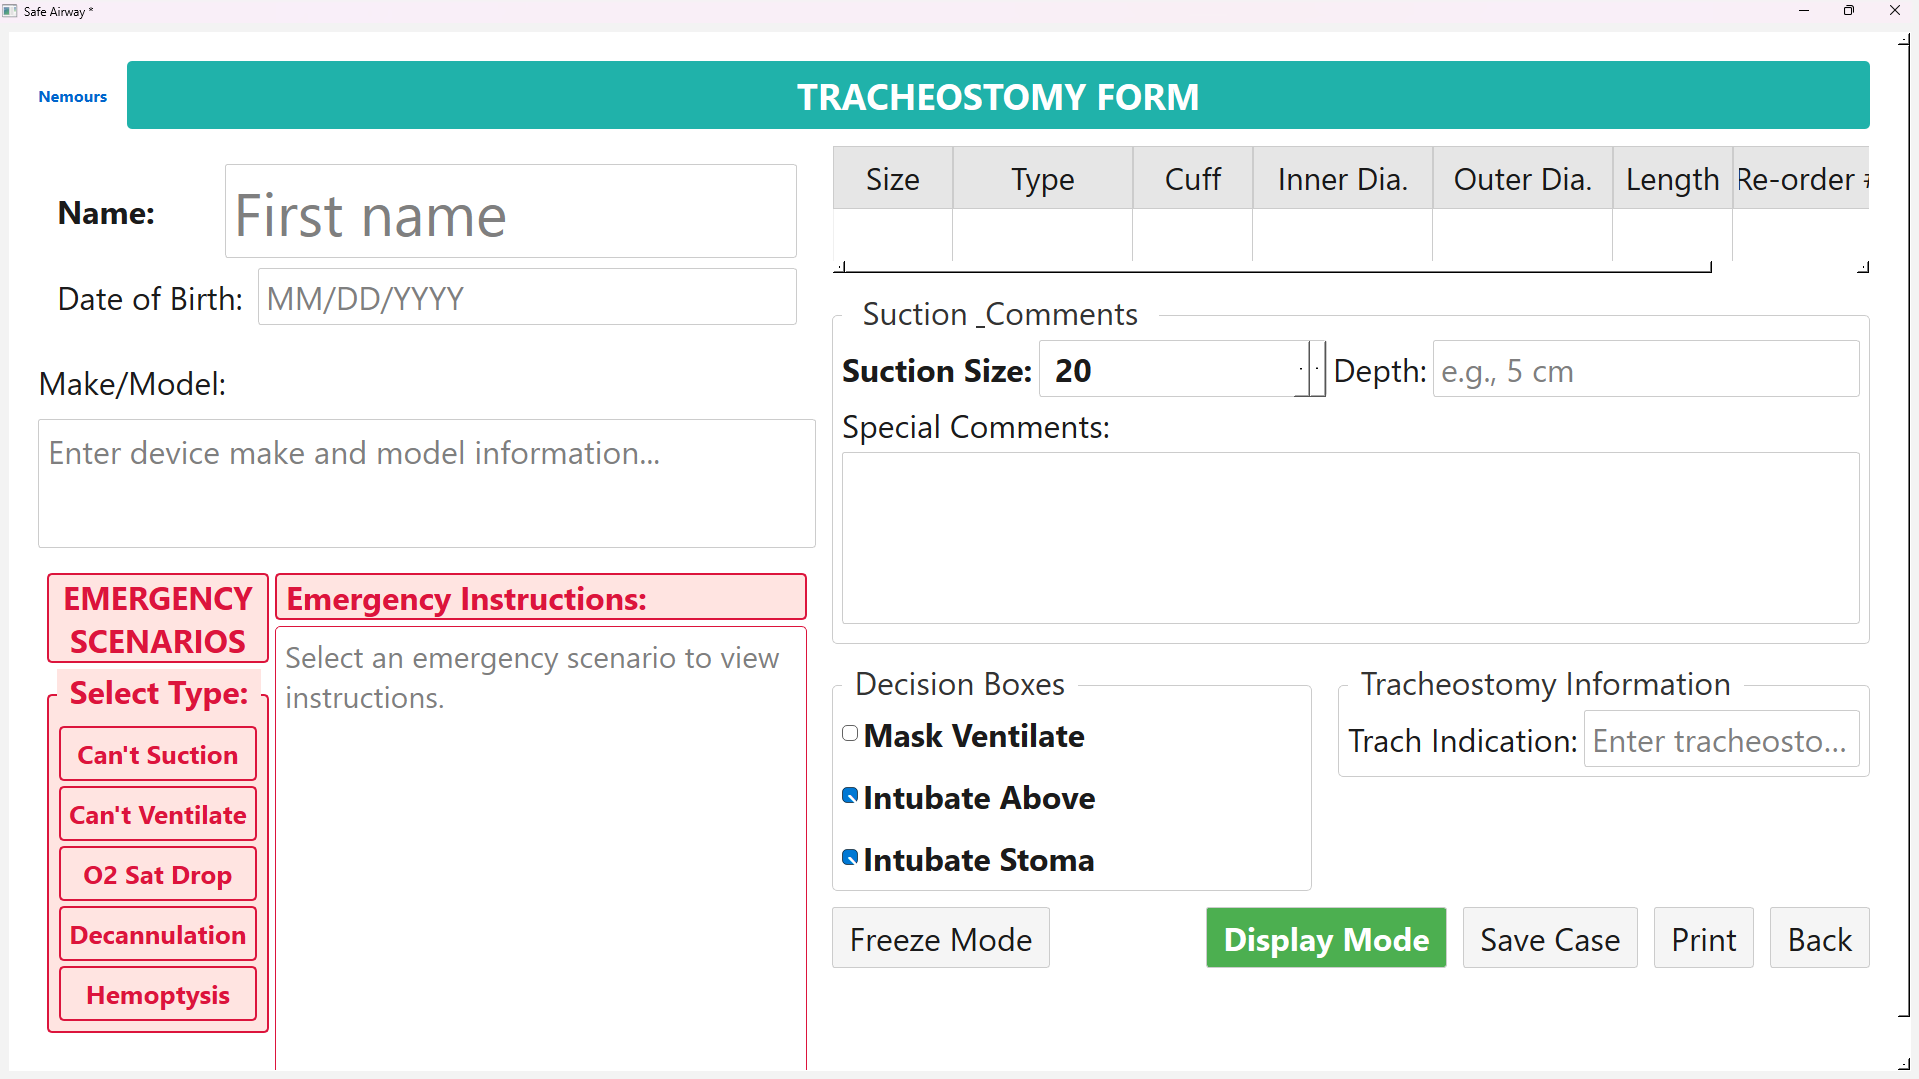 Safe Airway *
Nemours
TRACHEOSTOMY FORM
Name:
First name
Date of Birth:
MM/DD/YYYY
Make/Model:
Enter device make and model information...
EMERGENCY
SCENARIOS
Select Type:
Can't Suction
Can't Ventilate
O2 Sat Drop
Decannulation
Hemoptysis
Emergency Instructions:
Select an emergency scenario to view
instructions.
Size Type Cuff Inner Dia. Outer Dia. Length Re-order #
Suction _Comments
Suction Size: 20 Depth: e.g., 5 cm
Special Comments:
Decision Boxes
Mask Ventilate
Intubate Above
Intubate Stoma
Tracheostomy Information
Trach Indication: Enter tracheosto...
Freeze Mode Display Mode Save Case Print Back